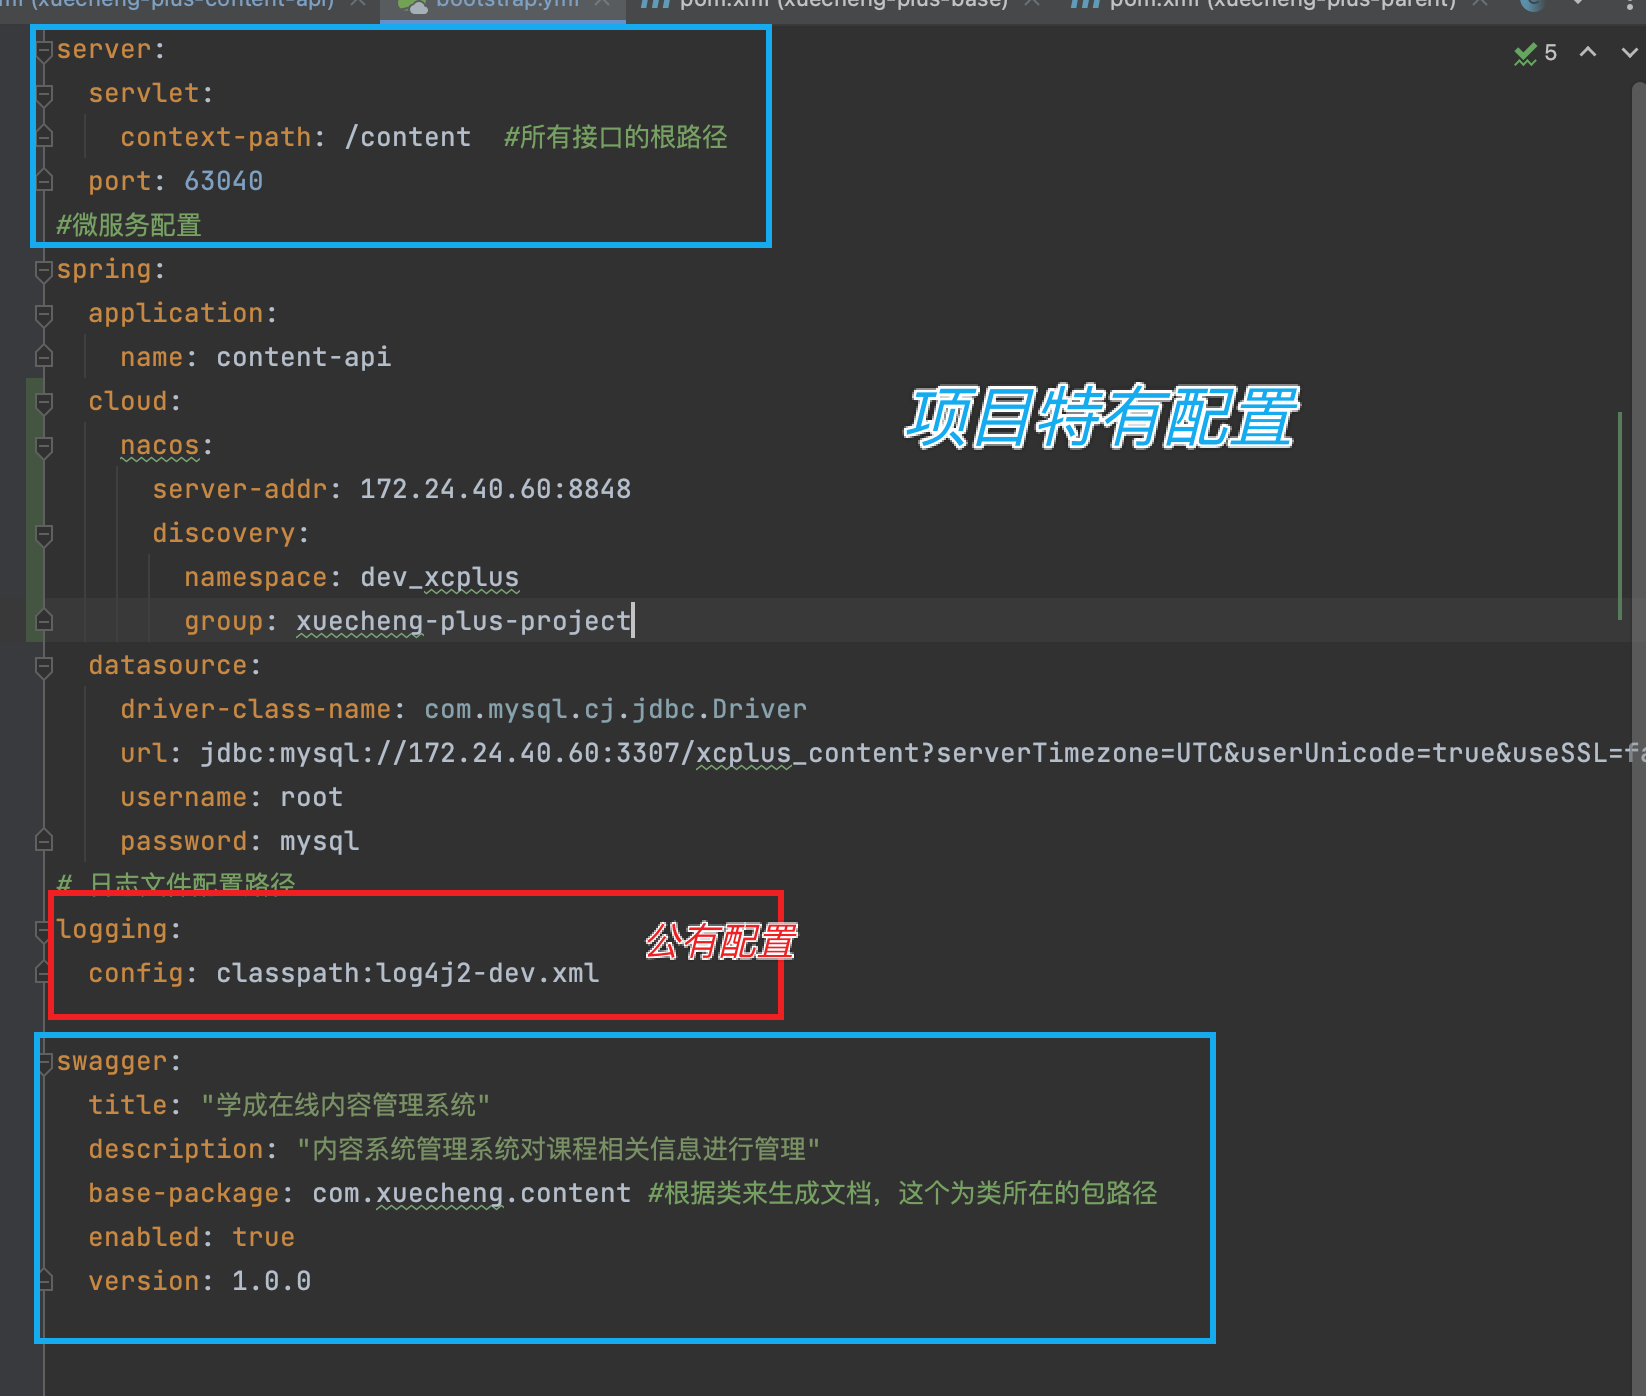 ml (xuecheng-plus-content-api) bootstrap.yml pom.xml (xuecheng-plus-base) pom.xml (xuecheng-plus-parent)
server:
5
servlet:
context-path: /content #所有接口的根路径
port: 63040
#微服务配置
spring:
application:
name: content-api
cloud:
项目特有配置
nacos:
server-addr: 172.24.40.60:8848
discovery:
namespace: dev_xcplus
group: xuecheng-plus-project
datasource:
driver-class-name: com.mysql.cj.jdbc.Driver
url: jdbc:mysql://172.24.40.60:3307/xcplus_content?serverTimezone=UTC&userUnicode=true&useSSL=fa
username: root
password: mysql
# 日志文件配置路径
logging:
公有配置
config: classpath:log4j2-dev.xml
swagger:
title: "学成在线内容管理系统"
description: "内容系统管理系统对课程相关信息进行管理"
base-package: com.xuecheng.content #根据类来生成文档，这个为类所在的包路径
enabled: true
version: 1.0.0